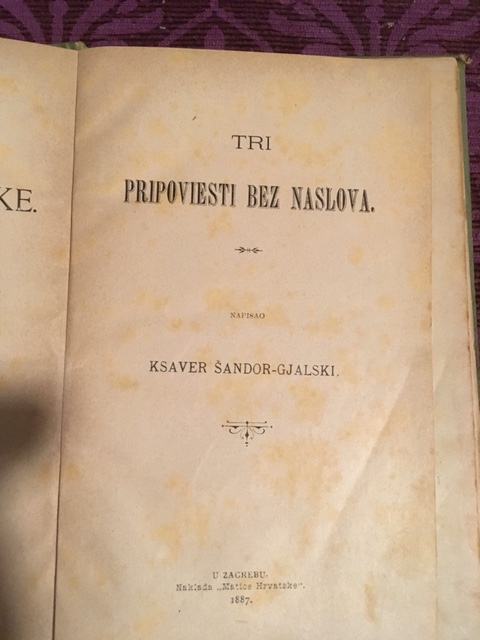 KE.
TRI
PRIPOVIESTI BEZ NASLOVA.
NAPISAO
KSAVER ŠANDOR-GJALSKI.
U ZAGREBU.
Naklada „Matice Hrvatske“.
1887.